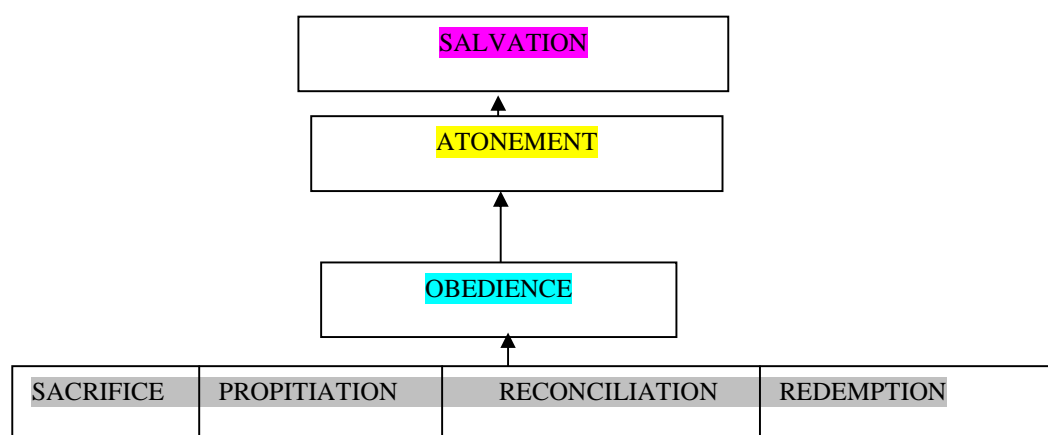 SALVATION
ATONEMENT
OBEDIENCE
SACRIFICE PROPITIATION RECONCILIATION REDEMPTION